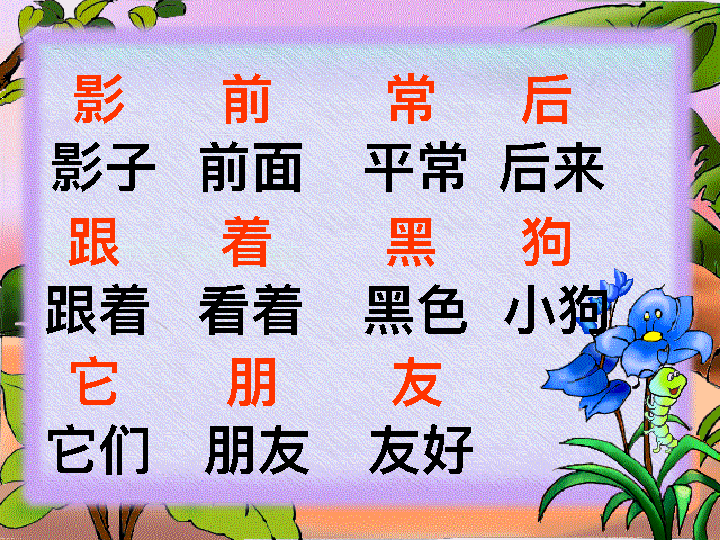 影 前 常 后
影子 前面 平常 后来
跟 着 黑 狗
跟着 看着 黑色 小狗
它 朋 友
它们 朋友 友好